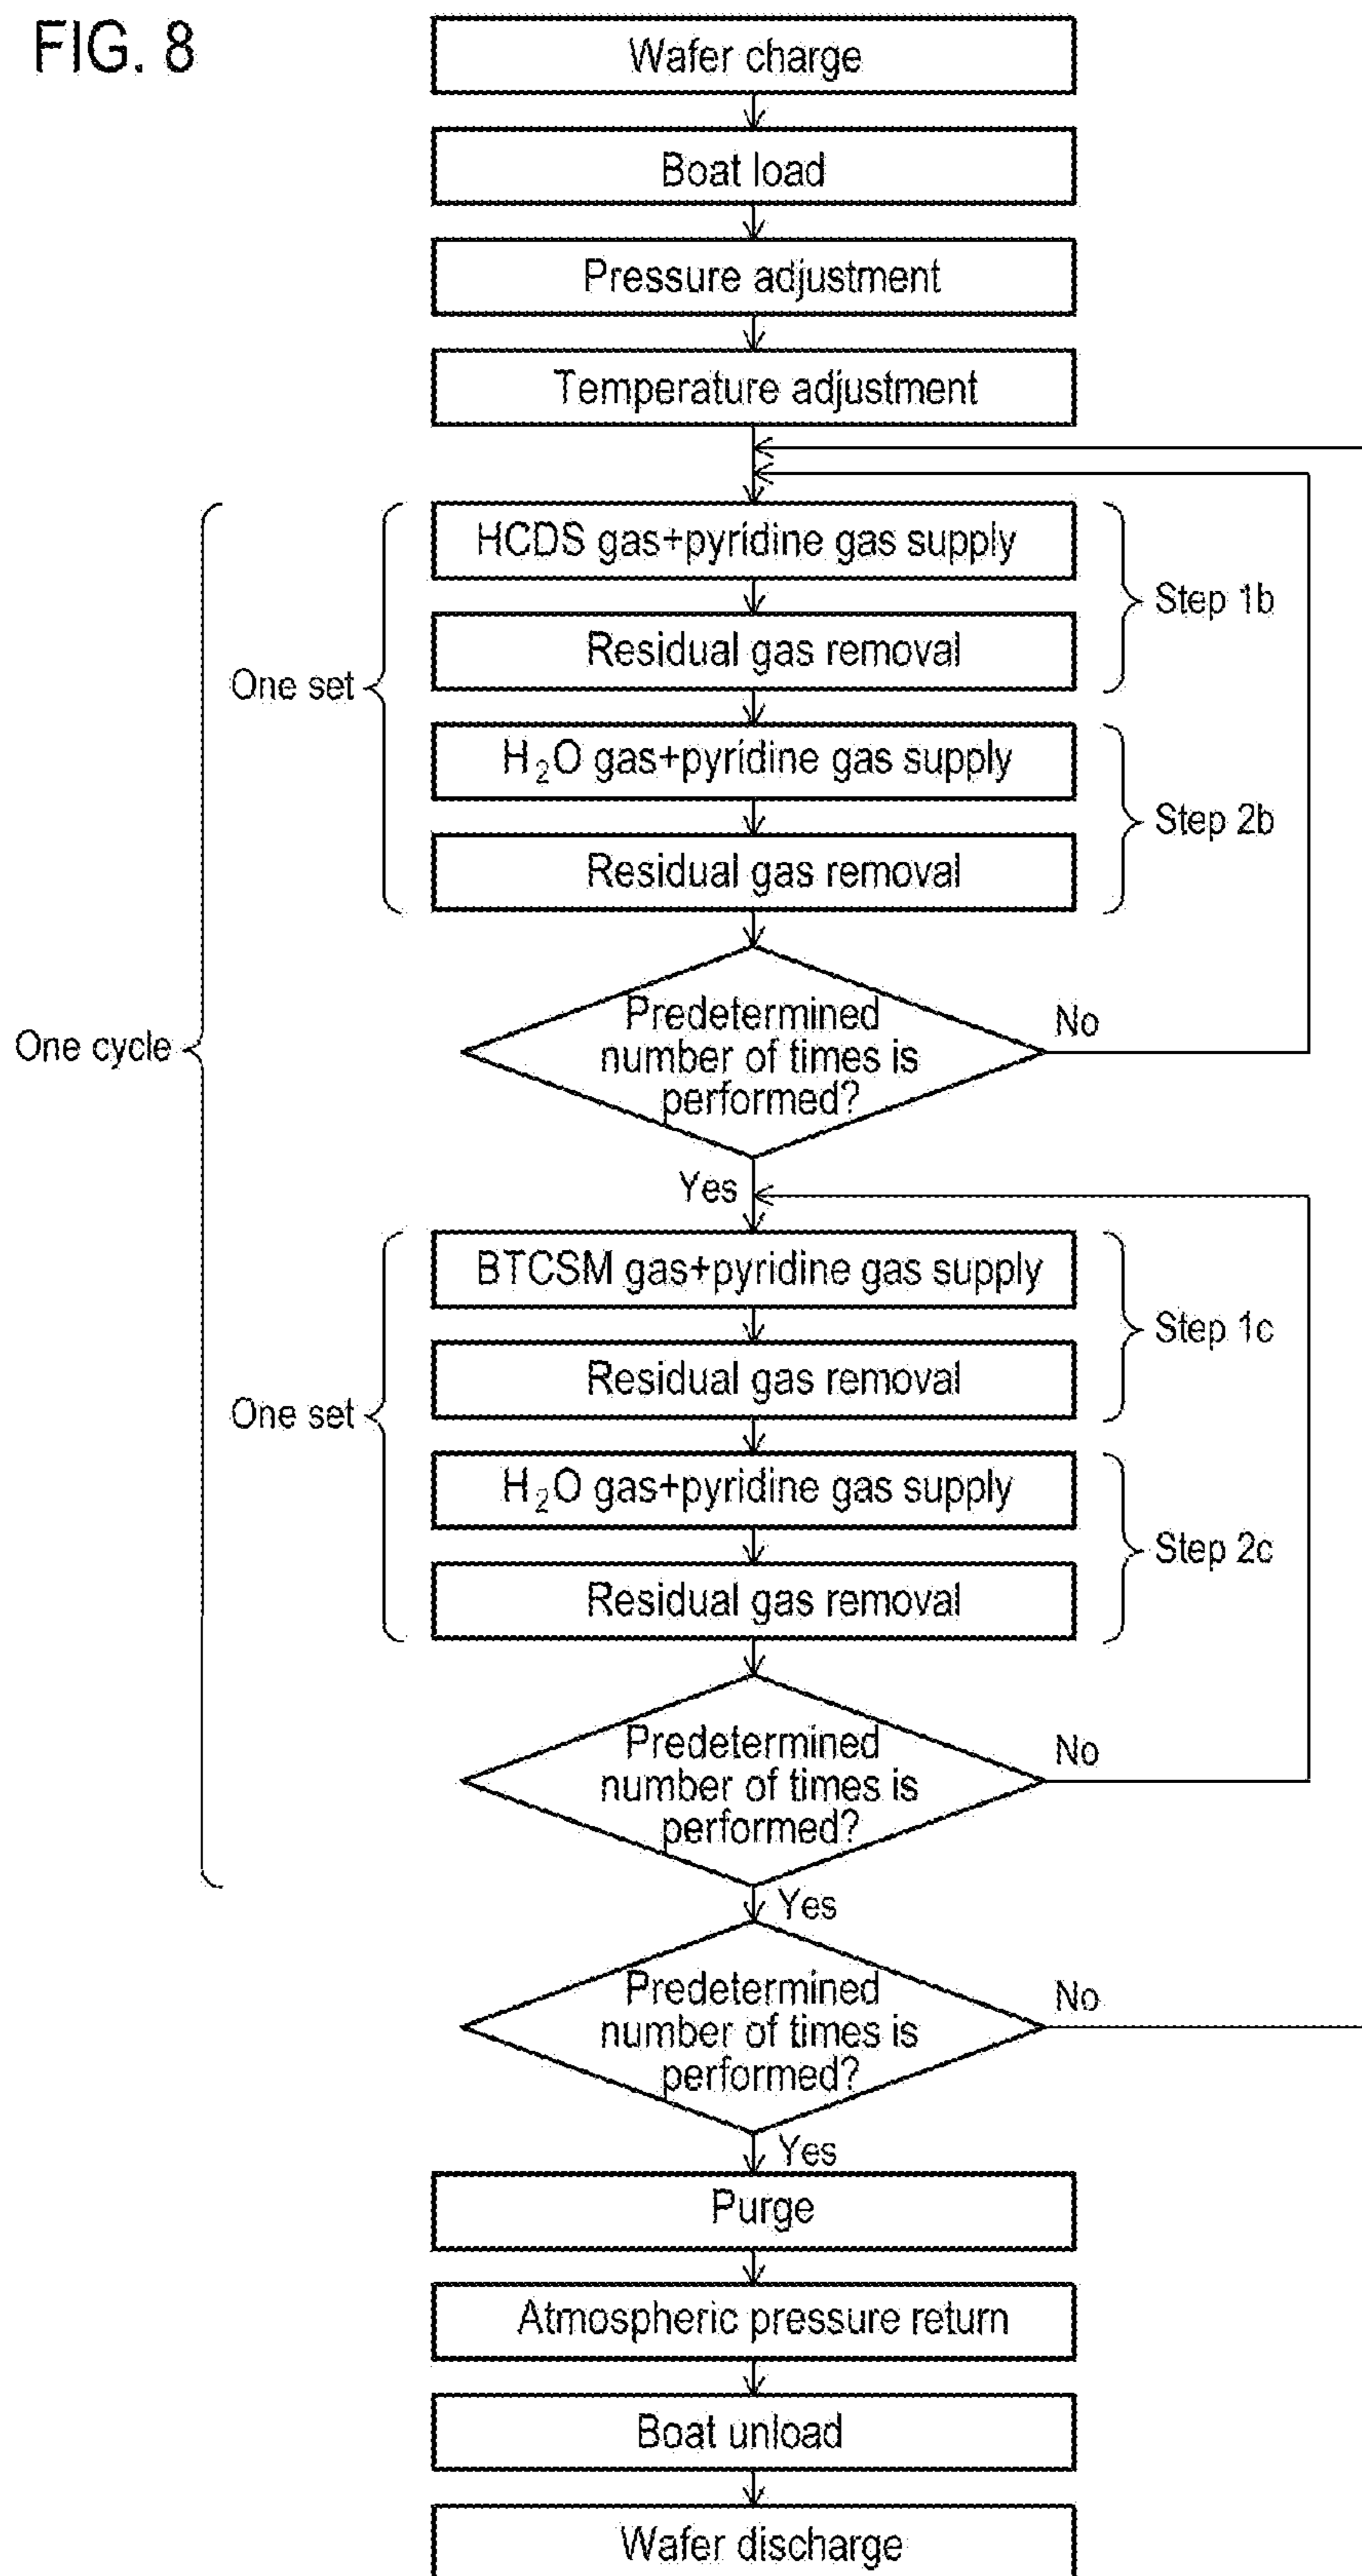 FIG. 8
Wafer charge
Boat load
Pressure adjustment
Temperature adjustment
HCDS gas+pyridine gas supply
Residual gas removal
Step 1b
One set
H₂O gas+pyridine gas supply
Residual gas removal
Step 2b
One cycle
Predetermined
number of times is
performed?
No
Yes
BTCSM gas+pyridine gas supply
Residual gas removal
Step 1c
One set
H₂O gas+pyridine gas supply
Residual gas removal
Step 2c
Predetermined
number of times is
performed?
No
Yes
Predetermined
number of times is
performed?
No
Yes
Purge
Atmospheric pressure return
Boat unload
Wafer discharge